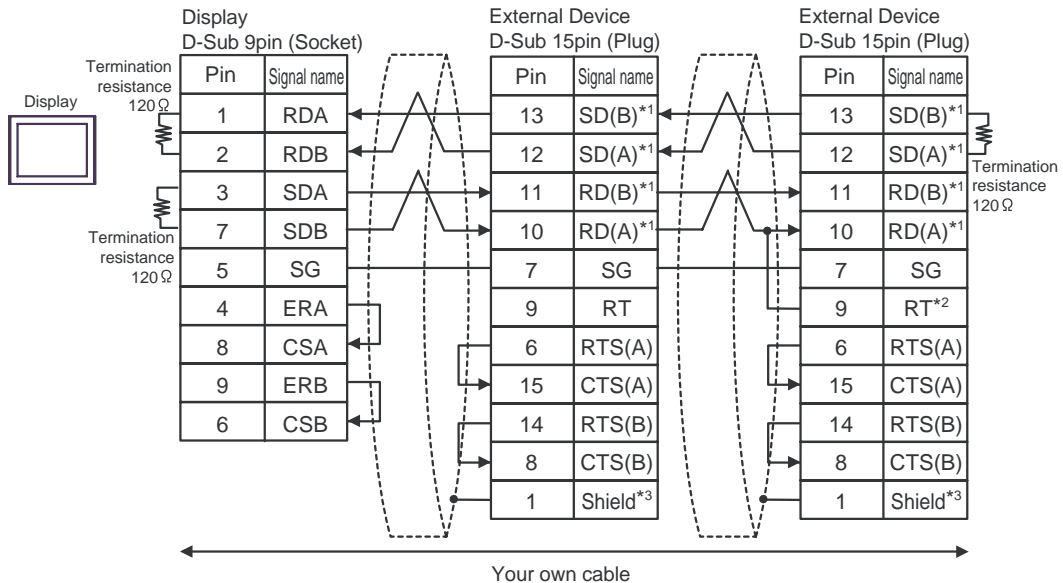 Display
D-Sub 9pin (Socket)
External Device
D-Sub 15pin (Plug)
External Device
D-Sub 15pin (Plug)
Display
Termination
resistance
120Ω
Termination
resistance
120Ω
Pin Signal name
1 RDA
2 RDB
3 SDA
7 SDB
5 SG
4 ERA
8 CSA
9 ERB
6 CSB
Pin Signal name
13 SD(B)*1
12 SD(A)*1
11 RD(B)*1
10 RD(A)*1
7 SG
9 RT
6 RTS(A)
15 CTS(A)
14 RTS(B)
8 CTS(B)
1 Shield*3
Pin Signal name
13 SD(B)*1
12 SD(A)*1
11 RD(B)*1
10 RD(A)*1
7 SG
9 RT*2
6 RTS(A)
15 CTS(A)
14 RTS(B)
8 CTS(B)
1 Shield*3
Termination
resistance
120Ω
Your own cable